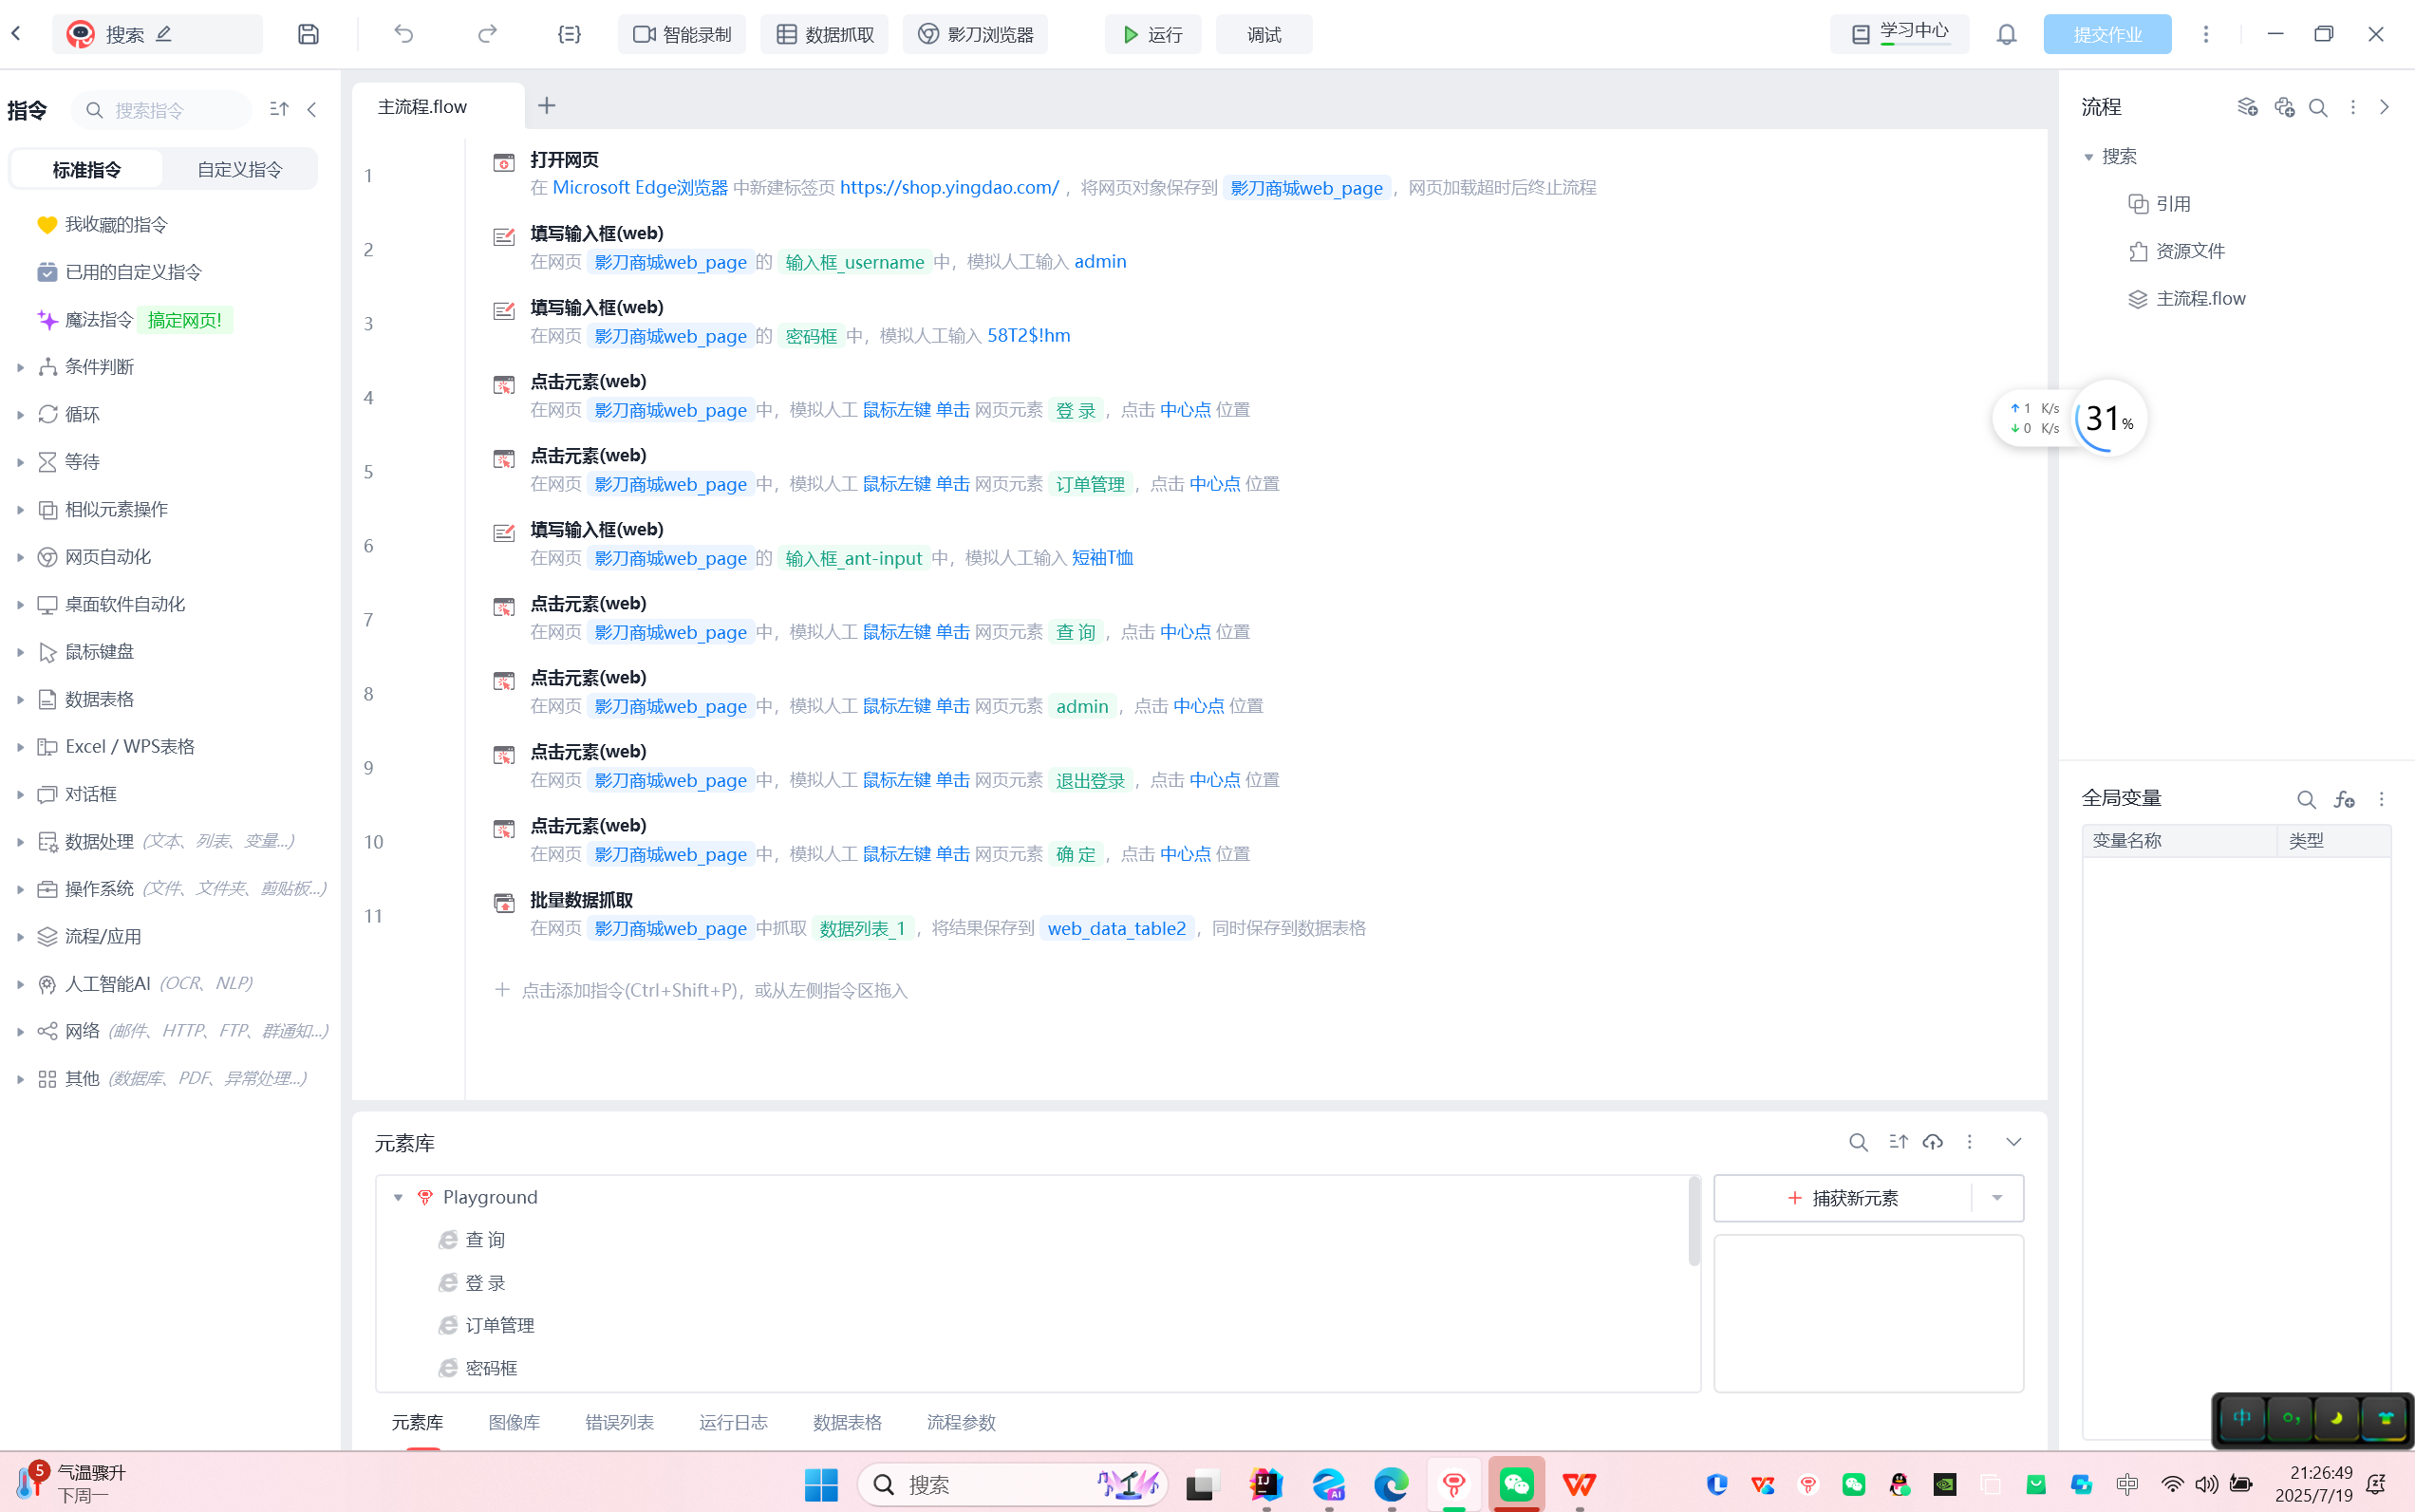 搜索
智能录制
数据抓取
影刀浏览器
运行
调试
学习中心
提交作业
指令
搜索指令
标准指令
自定义指令
我收藏的指令
已用的自定义指令
魔法指令 搞定网页!
条件判断
循环
等待
相似元素操作
网页自动化
桌面软件自动化
鼠标键盘
数据表格
Excel / WPS表格
对话框
数据处理 (文本、列表、变量...)
操作系统 (文件、文件夹、剪贴板...)
流程/应用
人工智能AI (OCR、NLP)
网络 (邮件、HTTP、FTP、群通知...)
其他 (数据库、PDF、异常处理...)
主流程.flow
1
打开网页
在 Microsoft Edge浏览器 中新建标签页 https://shop.yingdao.com/ ，将网页对象保存到 影刀商城web_page ，网页加载超时后终止流程
2
填写输入框(web)
在网页 影刀商城web_page 的 输入框_username 中，模拟人工输入 admin
3
填写输入框(web)
在网页 影刀商城web_page 的 密码框 中，模拟人工输入 58T2$!hm
4
点击元素(web)
在网页 影刀商城web_page 中，模拟人工 鼠标左键 单击 网页元素 登 录 ，点击 中心点 位置
5
点击元素(web)
在网页 影刀商城web_page 中，模拟人工 鼠标左键 单击 网页元素 订单管理 ，点击 中心点 位置
6
填写输入框(web)
在网页 影刀商城web_page 的 输入框_ant-input 中，模拟人工输入 短袖T恤
7
点击元素(web)
在网页 影刀商城web_page 中，模拟人工 鼠标左键 单击 网页元素 查 询 ，点击 中心点 位置
8
点击元素(web)
在网页 影刀商城web_page 中，模拟人工 鼠标左键 单击 网页元素 admin ，点击 中心点 位置
9
点击元素(web)
在网页 影刀商城web_page 中，模拟人工 鼠标左键 单击 网页元素 退出登录 ，点击 中心点 位置
10
点击元素(web)
在网页 影刀商城web_page 中，模拟人工 鼠标左键 单击 网页元素 确 定 ，点击 中心点 位置
11
批量数据抓取
在网页 影刀商城web_page 中抓取 数据列表_1 ，将结果保存到 web_data_table2 ，同时保存到数据表格
点击添加指令(Ctrl+Shift+P)，或从左侧指令区拖入
元素库
Playground
查 询
登 录
订单管理
密码框
捕获新元素
元素库
图像库
错误列表
运行日志
数据表格
流程参数
流程
搜索
引用
资源文件
主流程.flow
1 K/s
0 K/s
31%
全局变量
变量名称
类型
5
气温骤升
下周一
搜索
中
21:26:49
2025/7/19